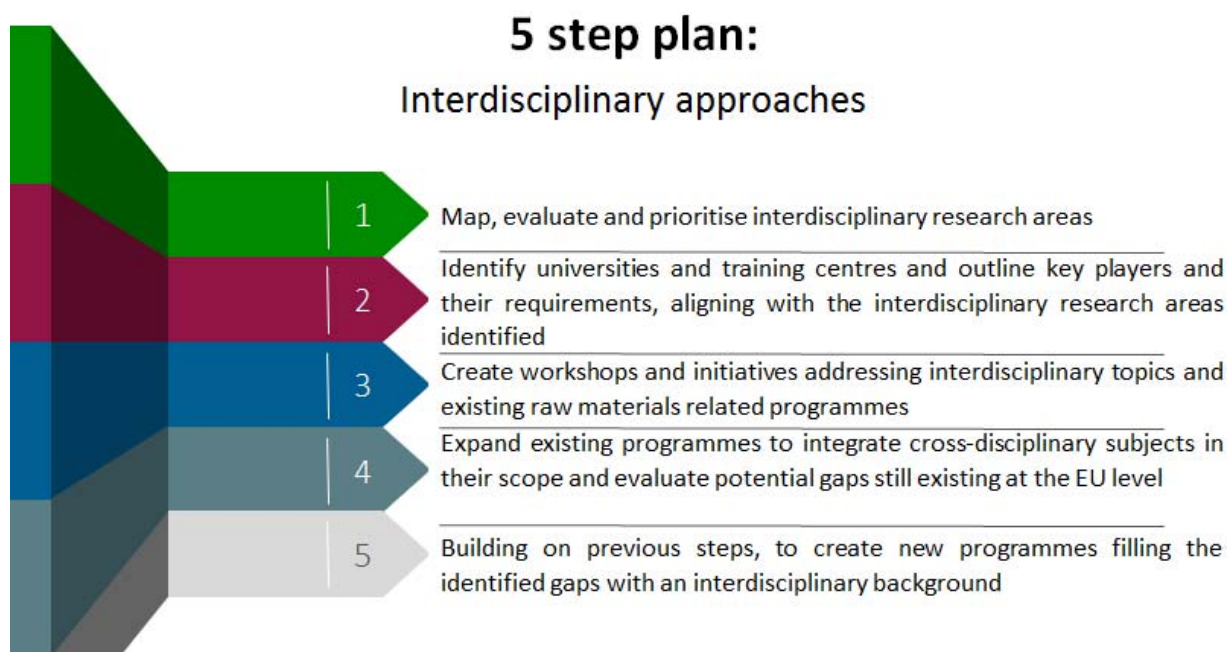 5 step plan:
Interdisciplinary approaches
1
Map, evaluate and prioritise interdisciplinary research areas
2
Identify universities and training centres and outline key players and
their requirements, aligning with the interdisciplinary research areas
identified
3
Create workshops and initiatives addressing interdisciplinary topics and
existing raw materials related programmes
4
Expand existing programmes to integrate cross-disciplinary subjects in
their scope and evaluate potential gaps still existing at the EU level
5
Building on previous steps, to create new programmes filling the
identified gaps with an interdisciplinary background